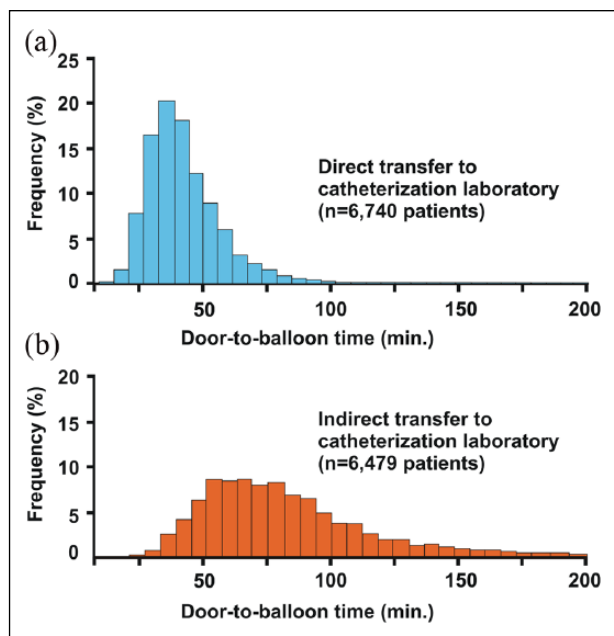 (a)
25
20
15
10
5
0
Frequency (%)
Direct transfer to
catheterization laboratory
(n=6,740 patients)
50 100 150 200
Door-to-balloon time (min.)
(b)
20
15
10
5
0
Frequency (%)
Indirect transfer to
catheterization laboratory
(n=6,479 patients)
50 100 150 200
Door-to-balloon time (min.)